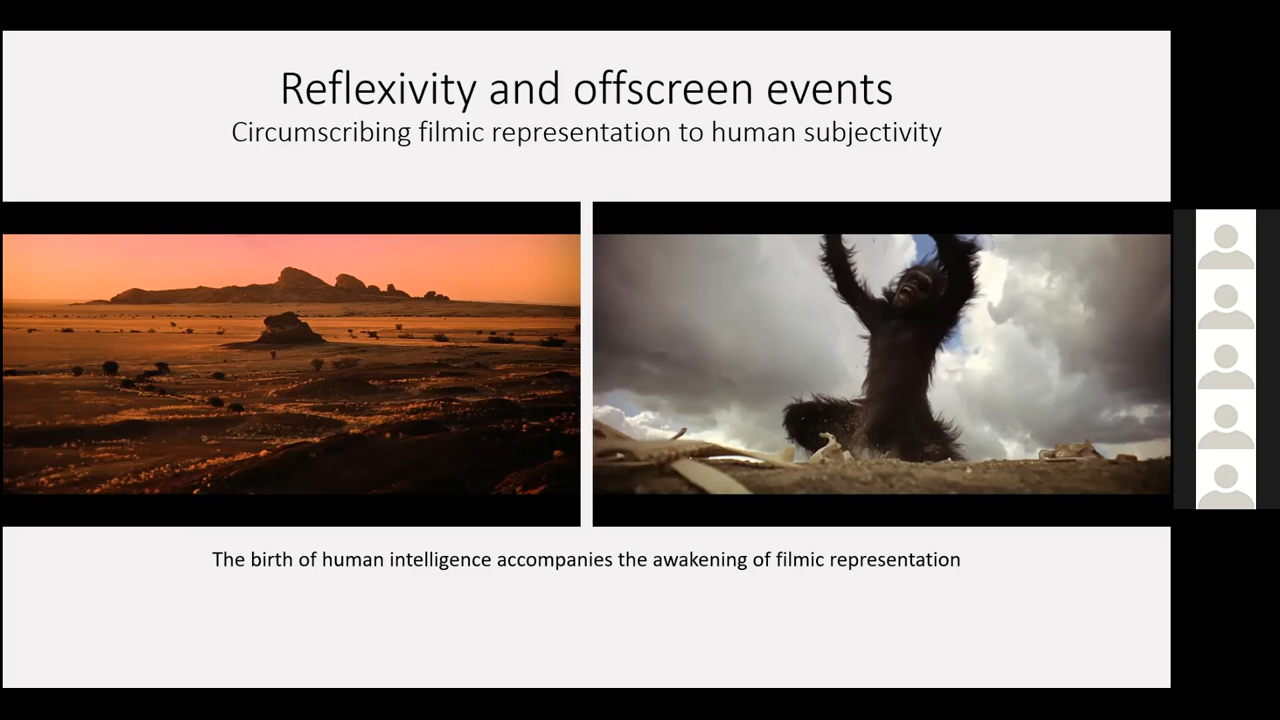 Reflexivity and offscreen events
Circumscribing filmic representation to human subjectivity
The birth of human intelligence accompanies the awakening of filmic representation